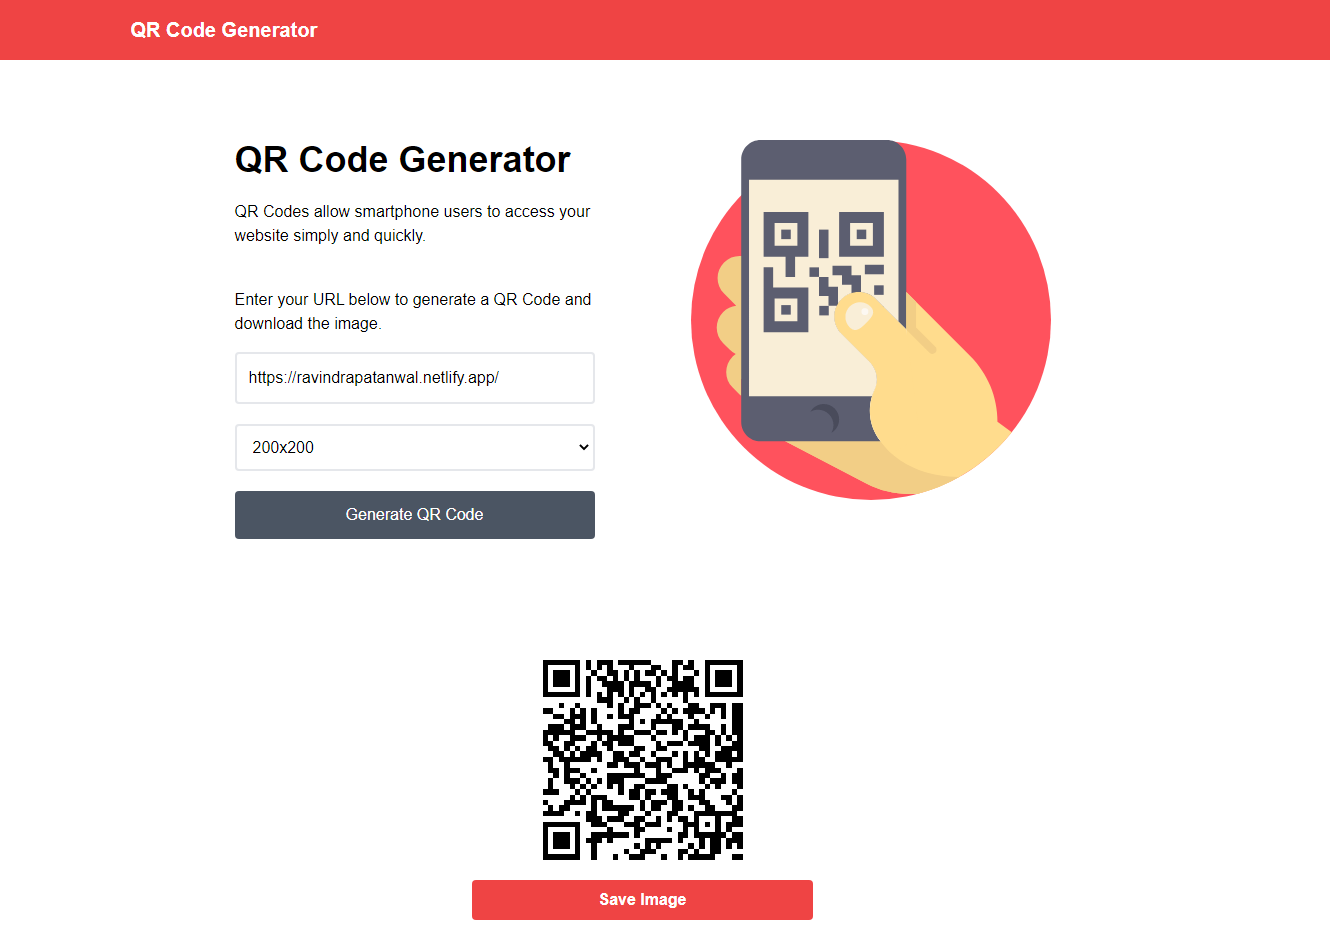 QR Code Generator
QR Code Generator
QR Codes allow smartphone users to access your
website simply and quickly.
Enter your URL below to generate a QR Code and
download the image.
https://ravindrapatanwal.netlify.app/
200x200
Generate QR Code
Save Image